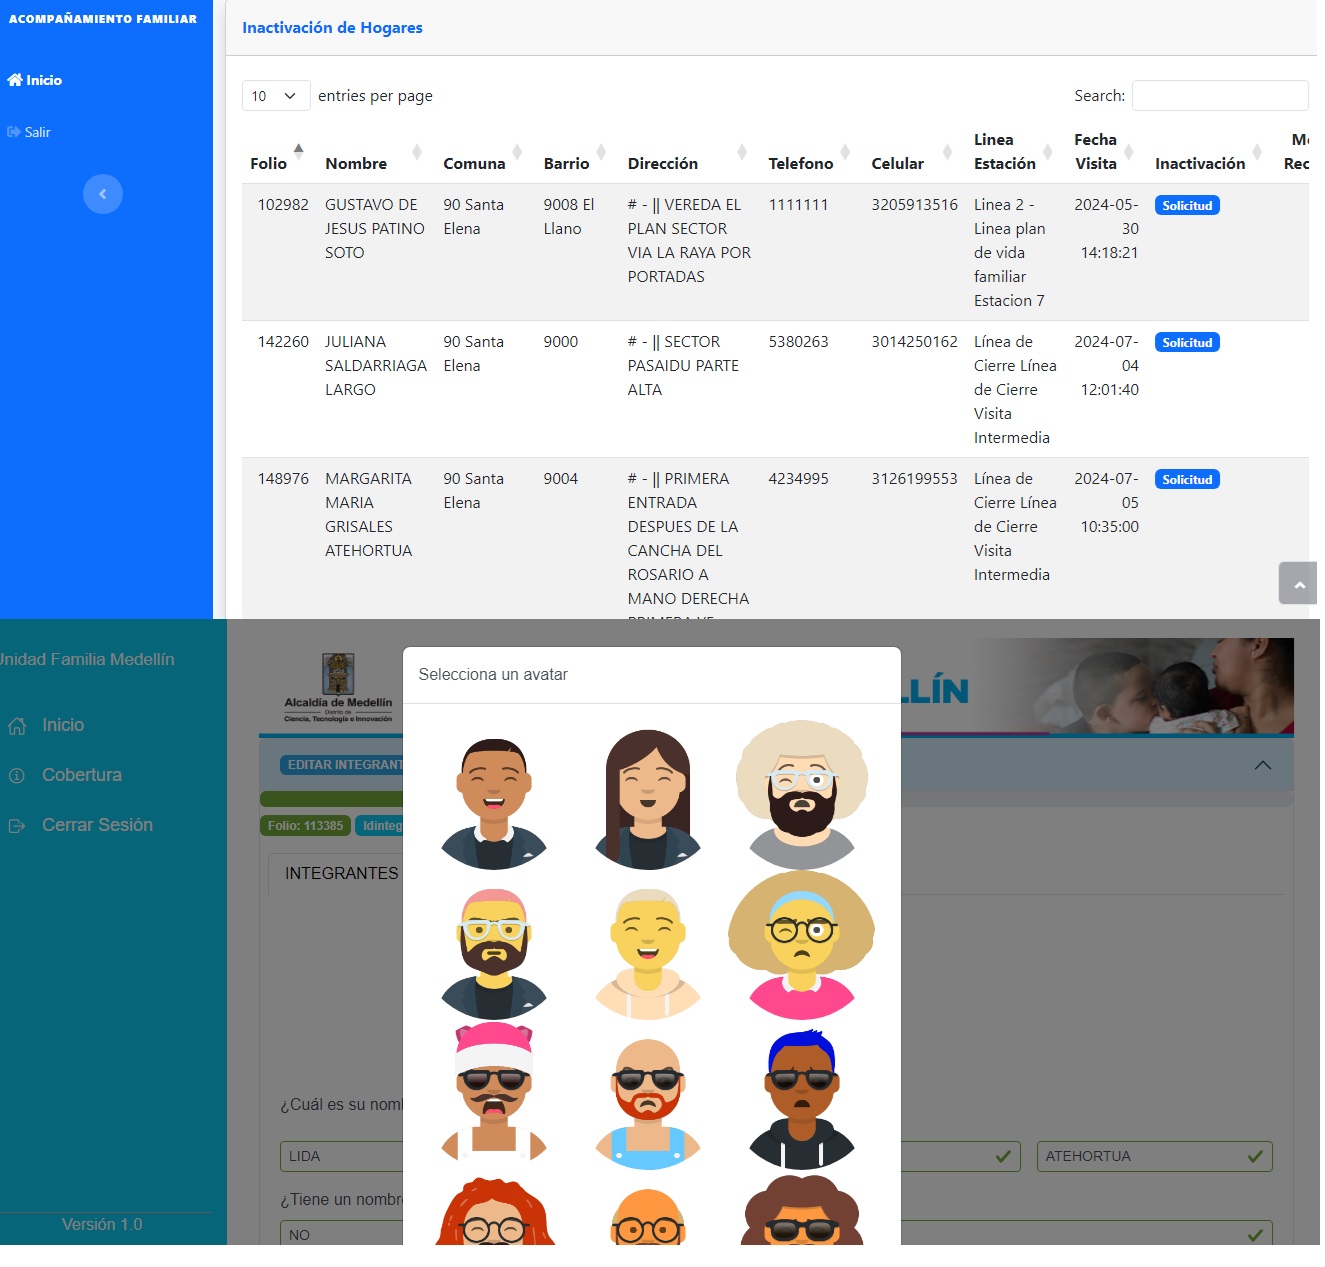 ACOMPAÑAMIENTO FAMILIAR
Inicio
Salir
Inactivación de Hogares
10 entries per page
Search:
Folio Nombre Comuna Barrio Dirección Telefono Celular Linea Estación Fecha Visita Inactivación
102982 GUSTAVO DE 90 Santa 9008 El # - || VEREDA EL 1111111 3205913516 Linea 2 - 2024-05- Solicitud
JESUS PATINO Elena Llano PLAN SECTOR Linea plan 30
SOTO VIA LA RAYA POR de vida 14:18:21
PORTADAS familiar
Estacion 7
142260 JULIANA 90 Santa 9000 # - || SECTOR 5380263 3014250162 Línea de 2024-07- Solicitud
SALDARRIAGA Elena PASAIDU PARTE Cierre Línea 04
LARGO ALTA de Cierre 12:01:40
Visita
Intermedia
148976 MARGARITA 90 Santa 9004 # - || PRIMERA 4234995 3126199553 Línea de 2024-07- Solicitud
MARIA Elena ENTRADA Cierre Línea 05
GRISALES DESPUES DE LA de Cierre 10:35:00
ATEHORTUA CANCHA DEL Visita
ROSARIO A Intermedia
MANO DERECHA
Unidad Familia Medellín
Inicio
Cobertura
Cerrar Sesión
Versión 1.0
Alcaldía de Medellín
Distrito de
Ciencia, Tecnología e Innovación
LLÍN
EDITAR INTEGRANT
Folio: 113385 Idinteg
INTEGRANTES
Selecciona un avatar
¿Cuál es su nom
LIDA ATEHORTUA
¿Tiene un nombr
NO